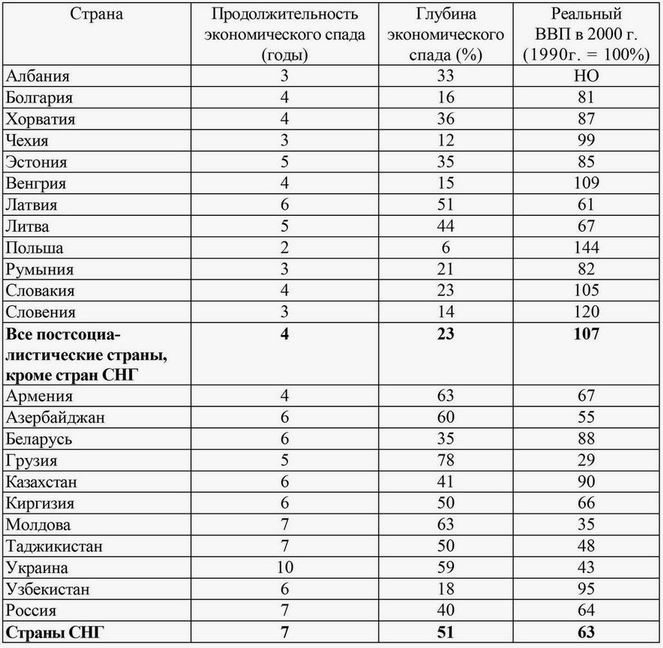 Страна Продолжительность экономического спада (годы) Глубина экономического спада (%) Реальный ВВП в 2000 г. (1990г. = 100%)
Албания 3 33 НО
Болгария 4 16 81
Хорватия 4 36 87
Чехия 3 12 99
Эстония 5 35 85
Венгрия 4 15 109
Латвия 6 51 61
Литва 5 44 67
Польша 2 6 144
Румыния 3 21 82
Словакия 4 23 105
Словения 3 14 120
Все постсоциа-
листические страны,
кроме стран СНГ 4 23 107
Армения 4 63 67
Азербайджан 6 60 55
Беларусь 6 35 88
Грузия 5 78 29
Казахстан 6 41 90
Киргизия 6 50 66
Молдова 7 63 35
Таджикистан 7 50 48
Украина 10 59 43
Узбекистан 6 18 95
Россия 7 40 64
Страны СНГ 7 51 63